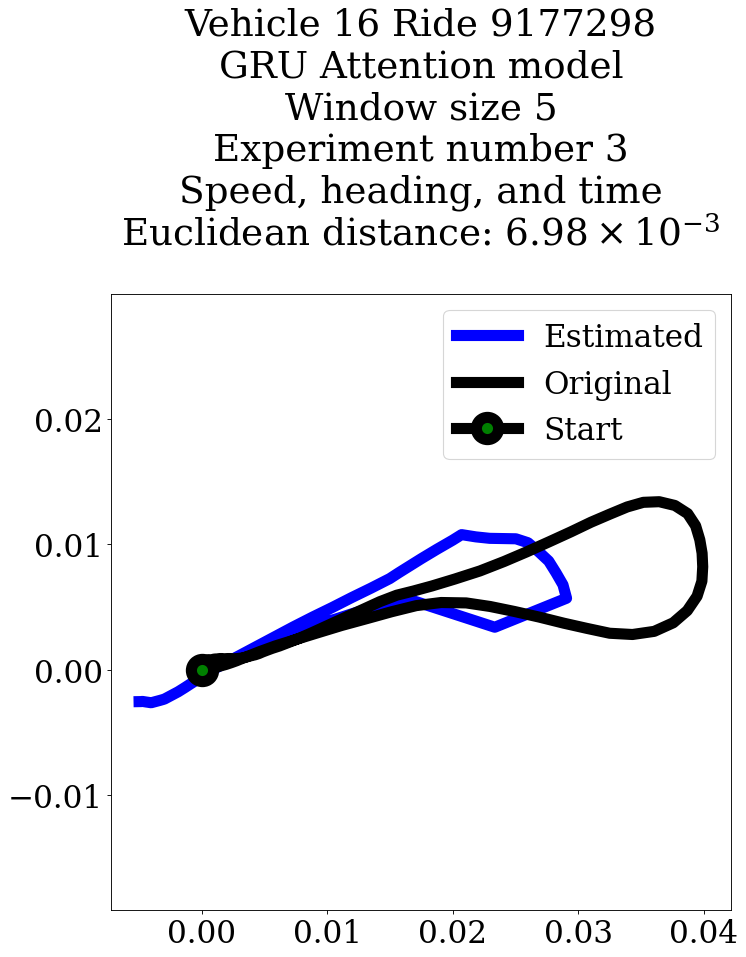 Vehicle 16 Ride 9177298
GRU Attention model
Window size 5
Experiment number 3
Speed, heading, and time
Euclidean distance: 6.98 × 10⁻³
Estimated
Original
Start
0.02
0.01
0.00
−0.01
0.00 0.01 0.02 0.03 0.04